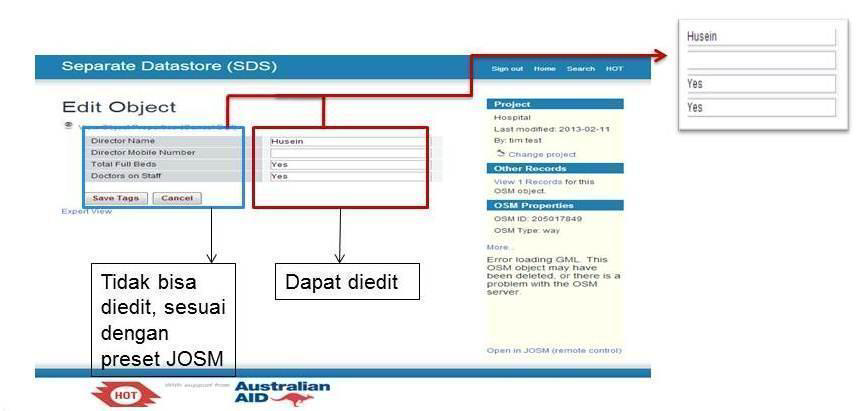 Husein
Yes
Yes
Separate Datastore (SDS)
Sign out Home Search HOT
Edit Object
Director Name Husein
Director Mobile Number
Total Full Beds Yes
Doctors on Staff Yes
Save Tags Cancel
Expert View
Project
Hospital
Last modified: 2013-02-11
By: tim test
Change project
Other Records
View 1 Records for this
OSM object.
OSM Properties
OSM ID: 205017849
OSM Type: way
More..
Error loading GML. This
OSM object may have
been deleted, or there is a
problem with the OSM
server.
Open in JOSM (remote control)
Tidak bisa
diedit, sesuai
dengan
preset JOSM
Dapat diedit
HOT
With support from
Australian
AID